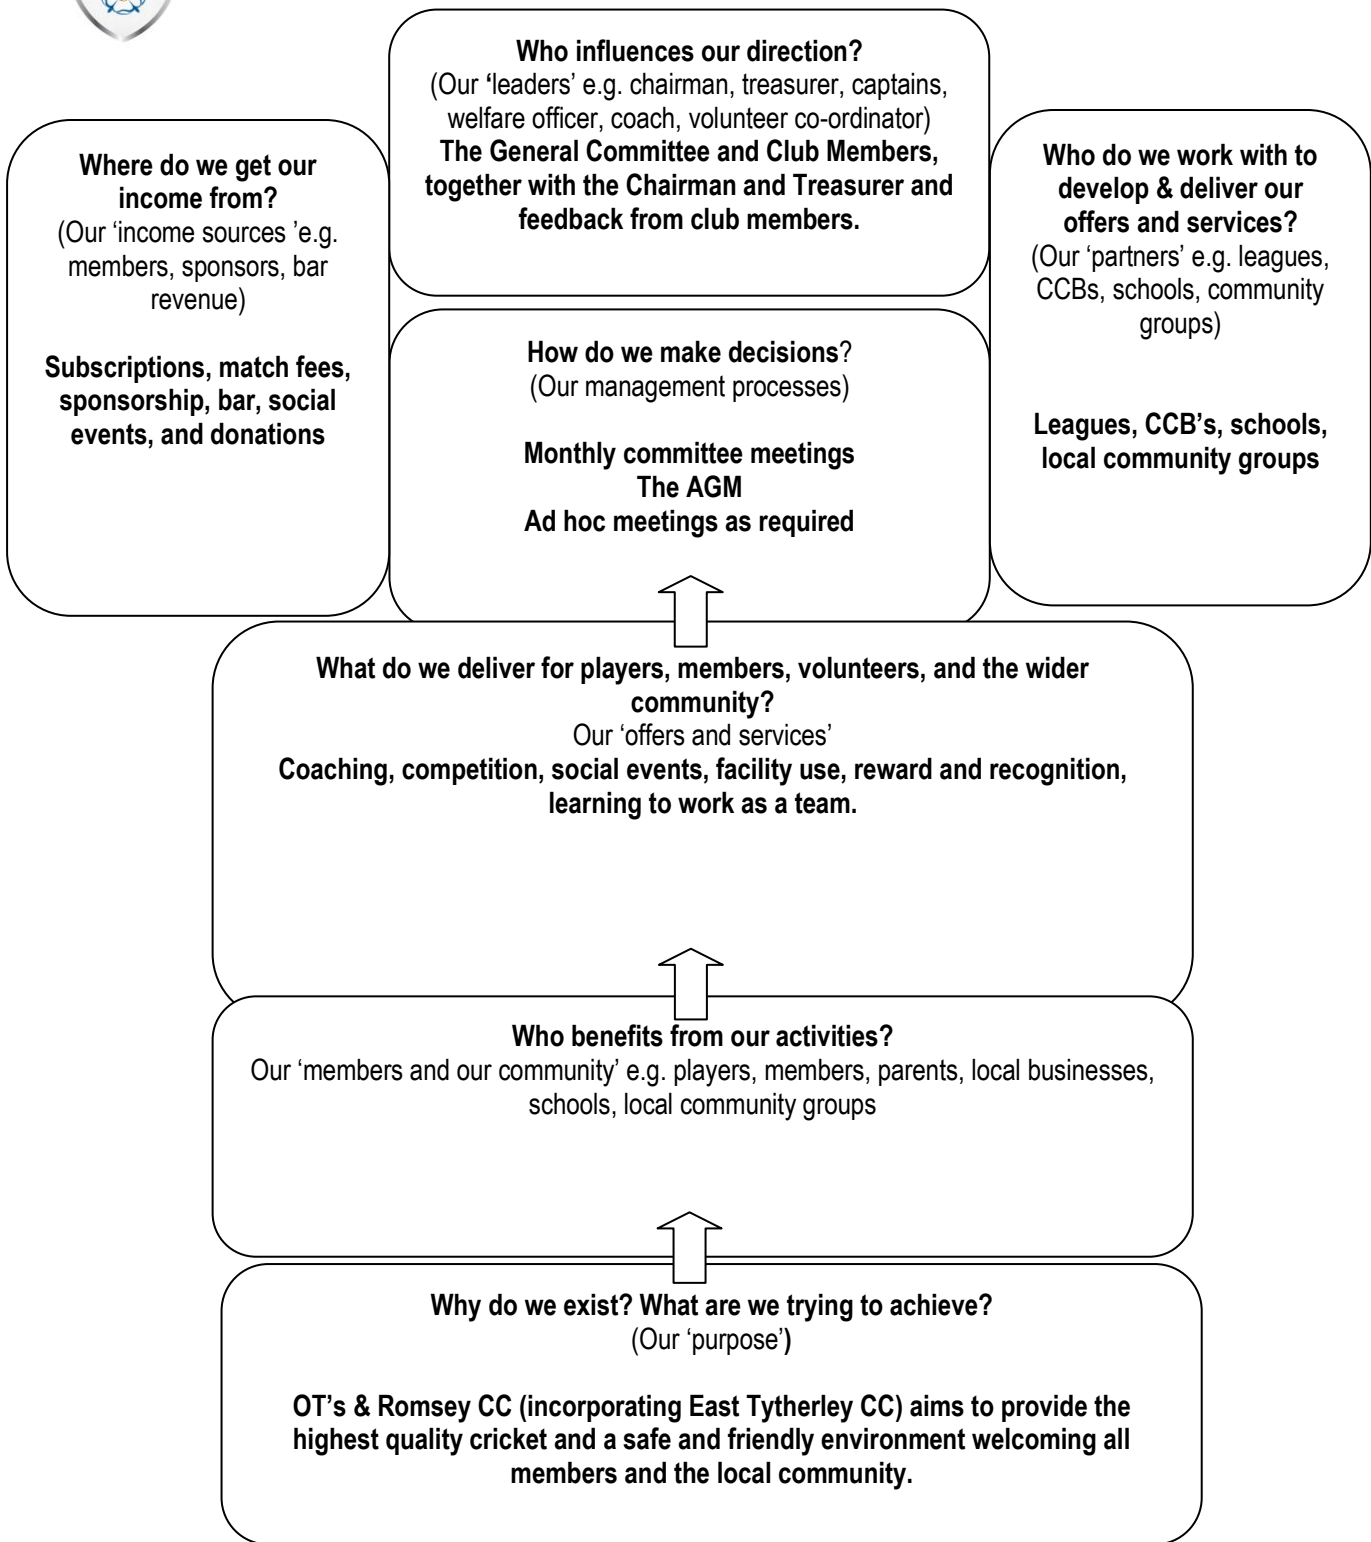 Who influences our direction?
(Our ‘leaders’ e.g. chairman, treasurer, captains,
welfare officer, coach, volunteer co-ordinator)
The General Committee and Club Members,
together with the Chairman and Treasurer and
feedback from club members.
Where do we get our
income from?
(Our ‘income sources ’e.g.
members, sponsors, bar
revenue)
Subscriptions, match fees,
sponsorship, bar, social
events, and donations
How do we make decisions?
(Our management processes)
Monthly committee meetings
The AGM
Ad hoc meetings as required
Who do we work with to
develop & deliver our
offers and services?
(Our ‘partners’ e.g. leagues,
CCBs, schools, community
groups)
Leagues, CCB’s, schools,
local community groups
What do we deliver for players, members, volunteers, and the wider
community?
Our ‘offers and services’
Coaching, competition, social events, facility use, reward and recognition,
learning to work as a team.
Who benefits from our activities?
Our ‘members and our community’ e.g. players, members, parents, local businesses,
schools, local community groups
Why do we exist? What are we trying to achieve?
(Our ‘purpose’)
OT’s & Romsey CC (incorporating East Tytherley CC) aims to provide the
highest quality cricket and a safe and friendly environment welcoming all
members and the local community.